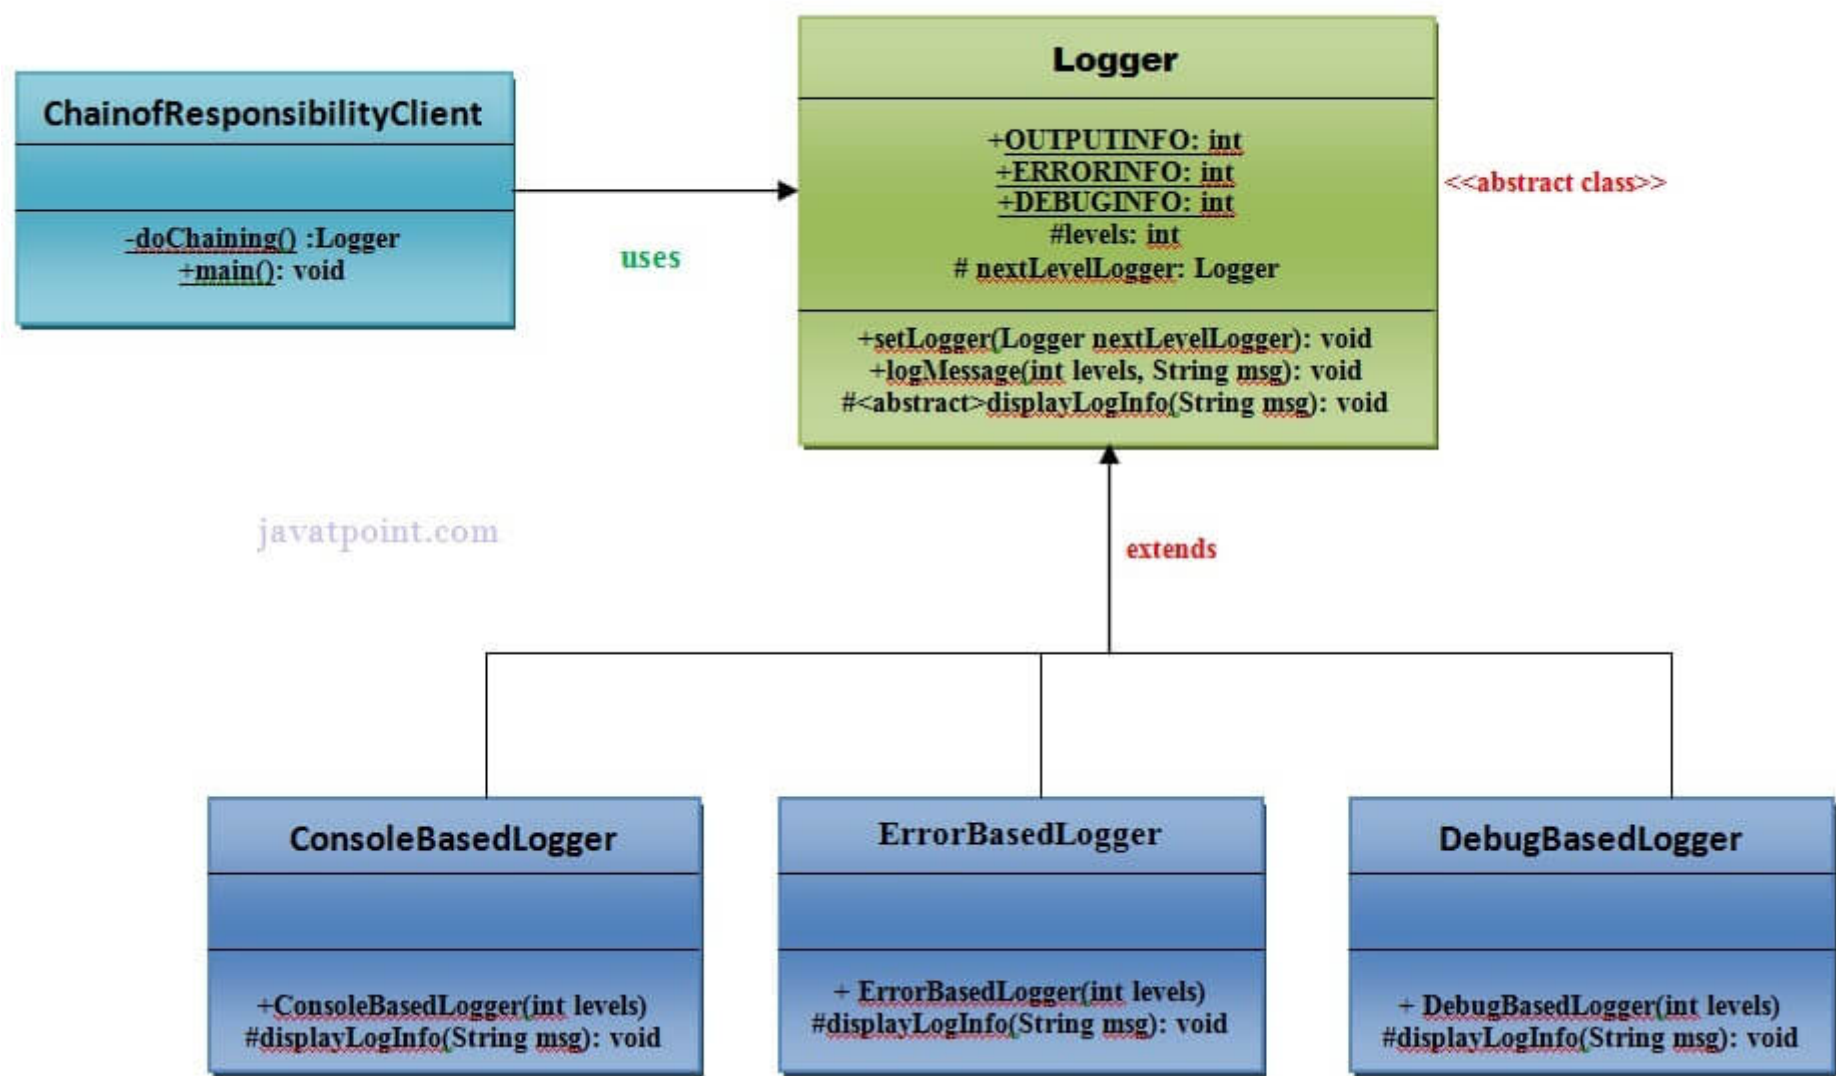 Logger
ChainofResponsibilityClient
+OUTPUTINFO: int
+ERRORINFO: int
+DEBUGINFO: int
#levels: int
# nextLevelLogger: Logger
<<abstract class>>
-doChaining() :Logger
+main(): void
uses
+setLogger(Logger nextLevelLogger): void
+logMessage(int levels, String msg): void
#<abstract>displayLogInfo(String msg): void
javatpoint.com
extends
ConsoleBasedLogger
+ConsoleBasedLogger(int levels)
#displayLogInfo(String msg): void
ErrorBasedLogger
+ ErrorBasedLogger(int levels)
#displayLogInfo(String msg): void
DebugBasedLogger
+ DebugBasedLogger(int levels)
#displayLogInfo(String msg): void